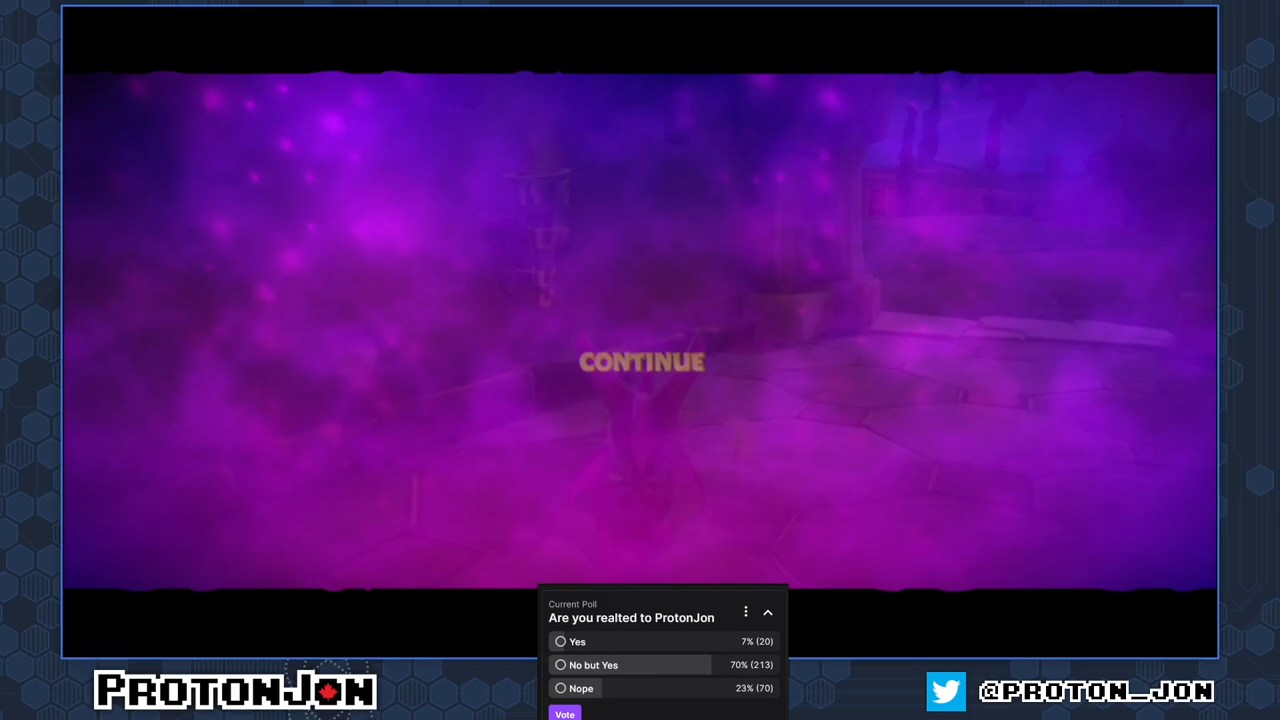 CONTINUE
Current Poll
Are you realted to ProtonJon
Yes 7% (20)
No but Yes 70% (213)
Nope 23% (70)
Vote
PROTONJON
@PROTON_JON